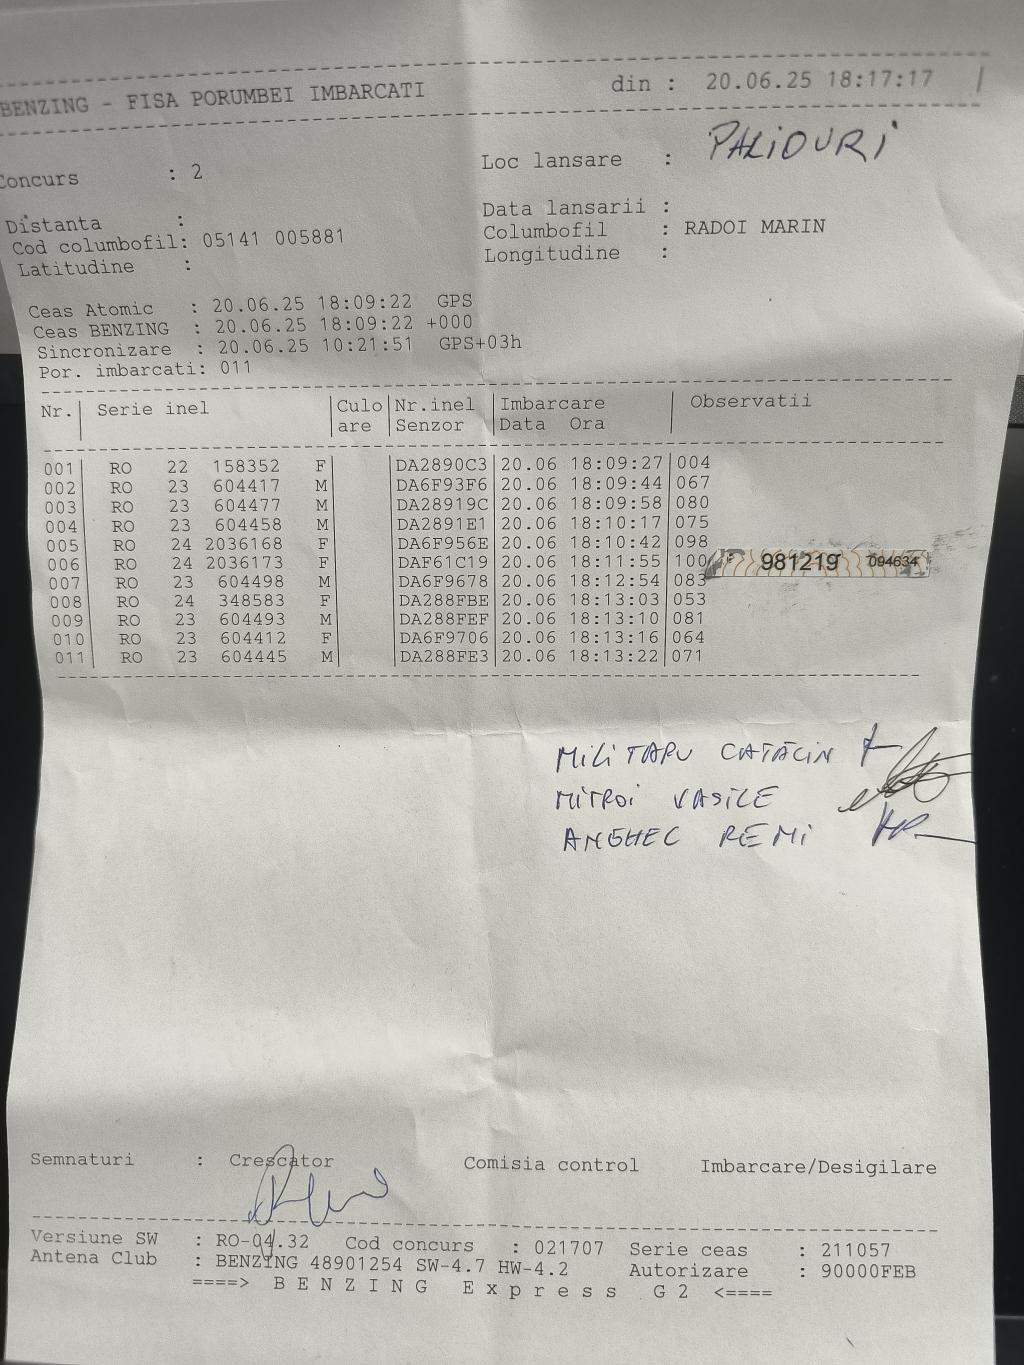 BENZING - FISA PORUMBEI IMBARCATI din : 20.06.25 18:17:17 |
Concurs : 2 Loc lansare : PALIDURI
Distanta : Data lansarii :
Cod columbofil: 05141 005881 Columbofil : RADOI MARIN
Latitudine : Longitudine :
Ceas Atomic : 20.06.25 18:09:22 GPS
Ceas BENZING : 20.06.25 18:09:22 +000
Sincronizare : 20.06.25 10:21:51 GPS+03h
Por. imbarcati: 011
Nr. Serie inel Culo Nr.inel Imbarcare Observatii
are Senzor Data Ora
001 RO 22 158352 F DA2890C3 20.06 18:09:27 004
002 RO 23 604417 M DA6F93F6 20.06 18:09:44 067
003 RO 23 604477 M DA28919C 20.06 18:09:58 080
004 RO 23 604458 M DA2891E1 20.06 18:10:17 075
005 RO 24 2036168 F DA6F956E 20.06 18:10:42 098
006 RO 24 2036173 F DAF61C19 20.06 18:11:55 100 981219 094634
007 RO 23 604498 M DA6F9678 20.06 18:12:54 083
008 RO 24 348583 F DA288FBE 20.06 18:13:03 053
009 RO 23 604493 M DA288FEF 20.06 18:13:10 081
010 RO 23 604412 F DA6F9706 20.06 18:13:16 064
011 RO 23 604445 M DA288FE3 20.06 18:13:22 071
MILITARU CATĂLIN
MITROI VASILE
ANGHEL REMI
Semnaturi : Crescator Comisia control Imbarcare/Desigilare
Versiune SW : RO-04.32 Cod concurs : 021707 Serie ceas : 211057
Antena Club : BENZING 48901254 SW-4.7 HW-4.2 Autorizare : 90000FEB
====> B E N Z I N G E x p r e s s G 2 <====